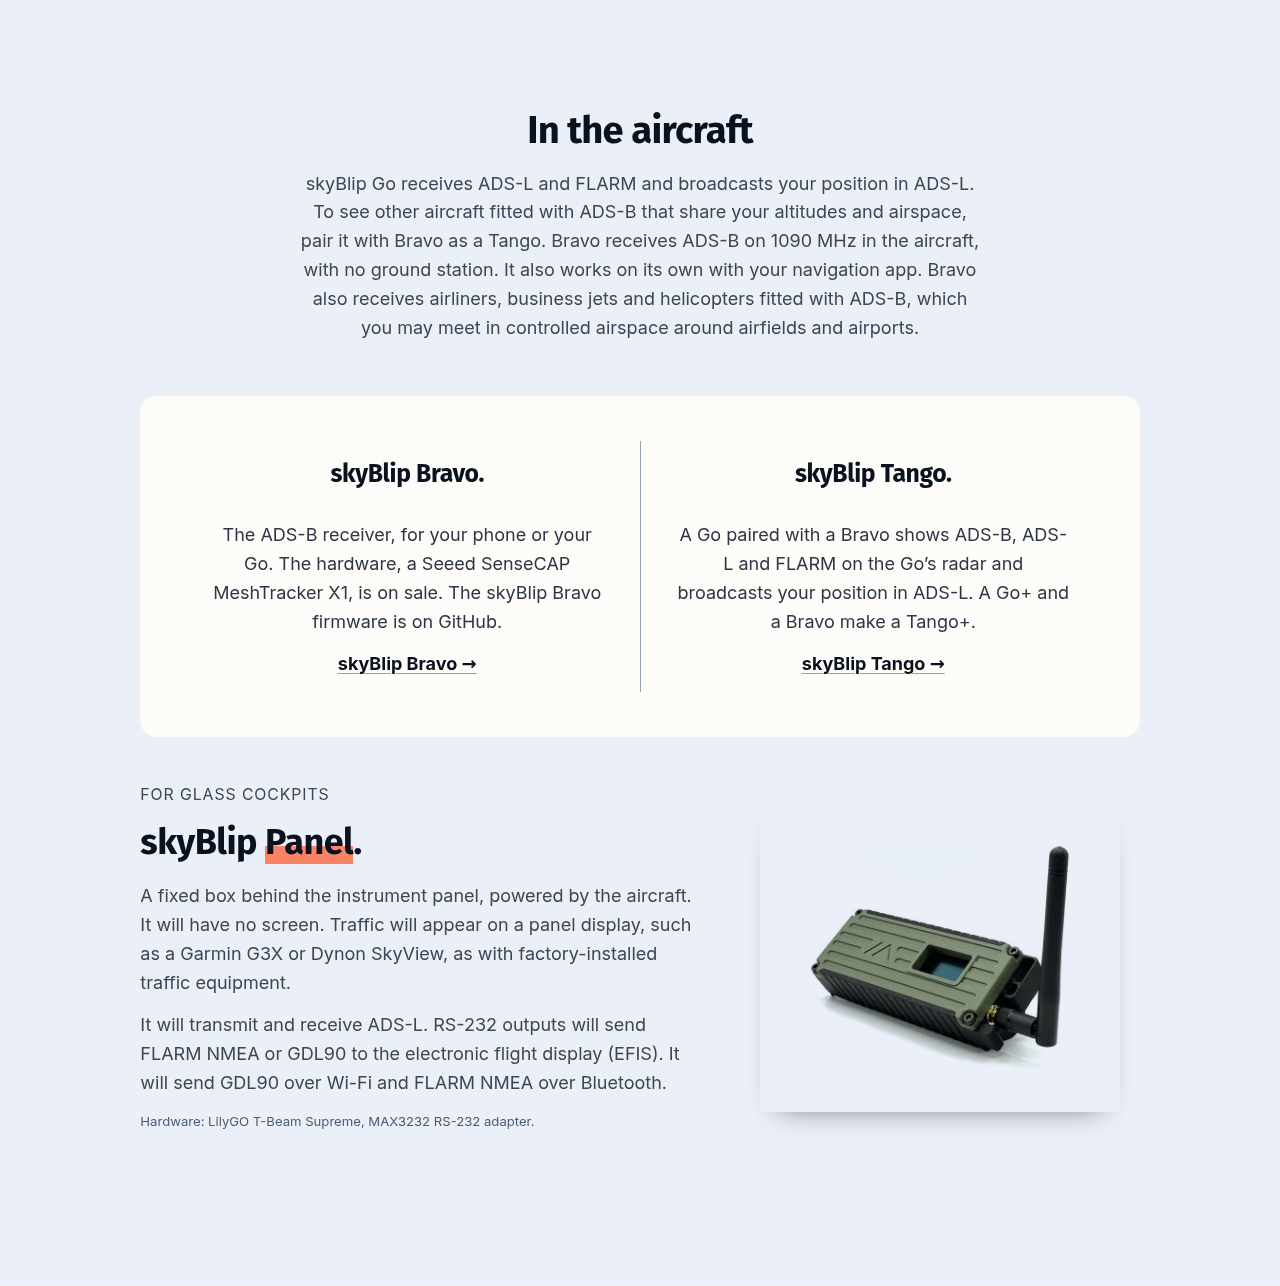 In the aircraft
skyBlip Go receives ADS-L and FLARM and broadcasts your position in ADS-L.
To see other aircraft fitted with ADS-B that share your altitudes and airspace,
pair it with Bravo as a Tango. Bravo receives ADS-B on 1090 MHz in the aircraft,
with no ground station. It also works on its own with your navigation app. Bravo
also receives airliners, business jets and helicopters fitted with ADS-B, which
you may meet in controlled airspace around airfields and airports.
skyBlip Bravo.
The ADS-B receiver, for your phone or your
Go. The hardware, a Seeed SenseCAP
MeshTracker X1, is on sale. The skyBlip Bravo
firmware is on GitHub.
skyBlip Bravo →
skyBlip Tango.
A Go paired with a Bravo shows ADS-B, ADS-
L and FLARM on the Go’s radar and
broadcasts your position in ADS-L. A Go+ and
a Bravo make a Tango+.
skyBlip Tango →
FOR GLASS COCKPITS
skyBlip Panel.
A fixed box behind the instrument panel, powered by the aircraft.
It will have no screen. Traffic will appear on a panel display, such
as a Garmin G3X or Dynon SkyView, as with factory-installed
traffic equipment.
It will transmit and receive ADS-L. RS-232 outputs will send
FLARM NMEA or GDL90 to the electronic flight display (EFIS). It
will send GDL90 over Wi-Fi and FLARM NMEA over Bluetooth.
Hardware: LilyGO T-Beam Supreme, MAX3232 RS-232 adapter.